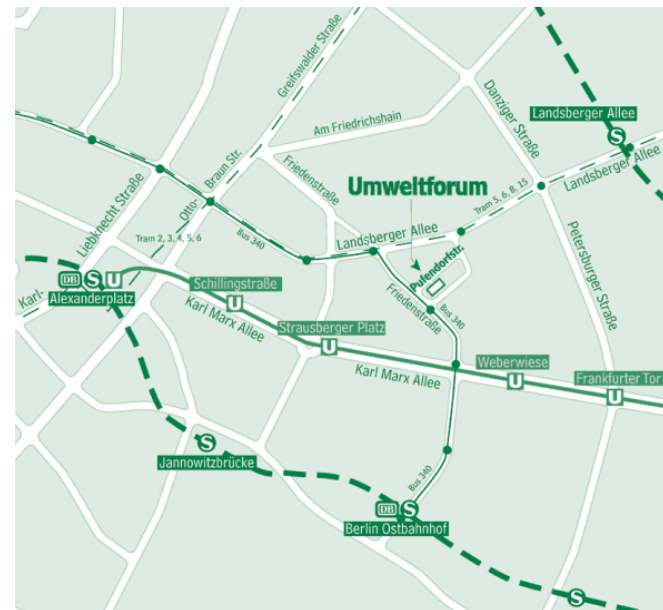 Greifswalder Straße
Am Friedrichshain
Danziger Straße
Landsberger Allee
S
Landsberger Allee
Liebknecht Straße
Karl-
Otto-
Braun Str.
Friedenstraße
Umweltforum
Tram 5, 6, 8, 15
Tram 2, 3, 4, 5, 6
Bus 340
Landsberger Allee
Pufendorfstr.
Petersburger Straße
DB
S
U
Alexanderplatz
Schillingstraße
U
Karl Marx Allee
Friedenstraße
Bus 340
Strausberger Platz
U
Karl Marx Allee
Weberwiese
U
Frankfurter Tor
U
S
Jannowitzbrücke
Bus 340
DB
S
Berlin Ostbahnhof
S